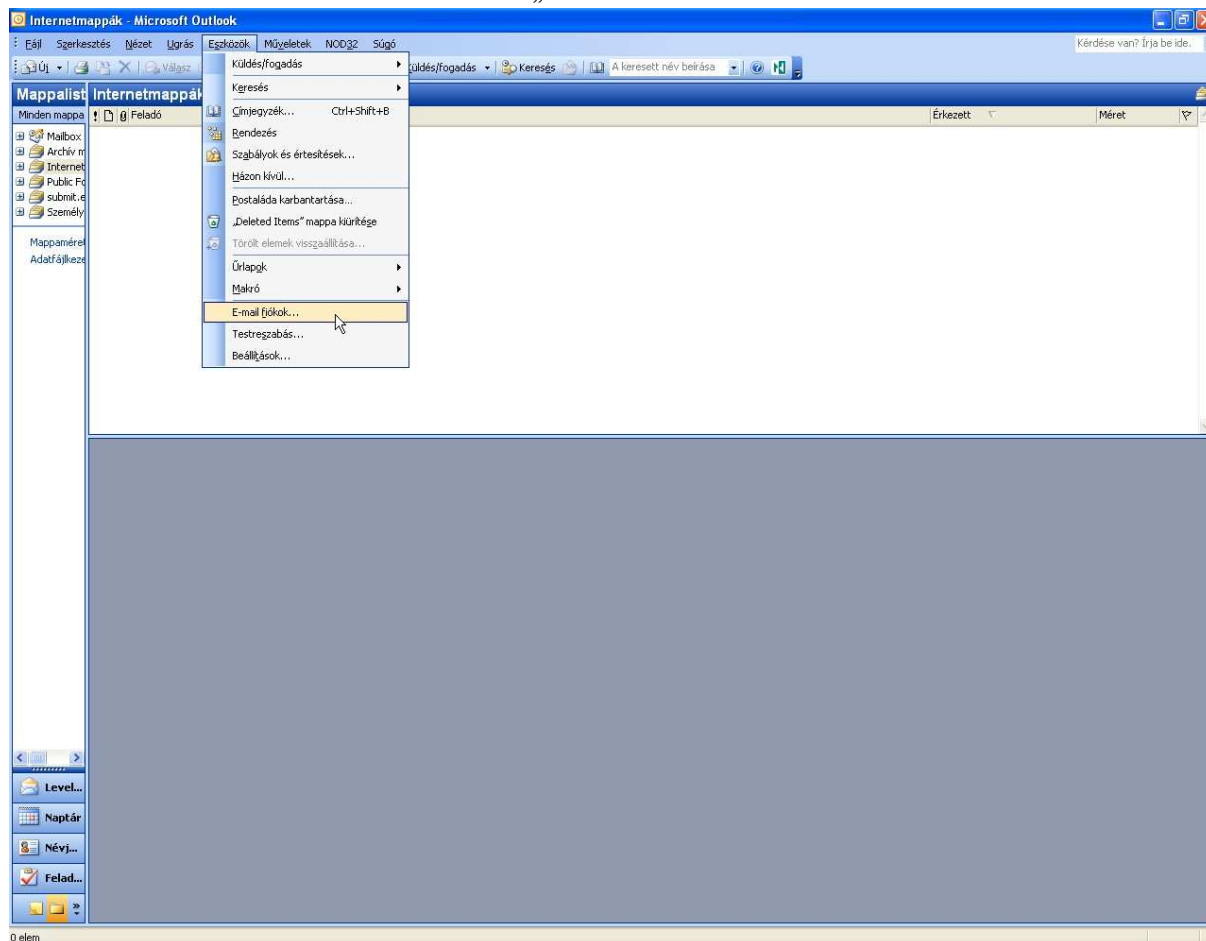 „
Internetmappák - Microsoft Outlook
Fájl Szerkesztés Nézet Ugrás Eszközök Műveletek NOD32 Súgó Kérdése van? Írja be ide.
Új Válasz Küldés/fogadás Keresés A keresett név beírása
Mappalist Internetmappák
Minden mappa Feladó Érkezett Méret
Mailbox
Archív m
Internet
Public Fo
submit.e
Személy
Mappaméret
Adatfájlkeze
Küldés/fogadás
Keresés
Címjegyzék... Ctrl+Shift+B
Rendezés
Szabályok és értesítések...
Házon kívül...
Postaláda karbantartása...
„Deleted Items” mappa kiürítése
Törölt elemek visszaállítása...
Űrlapok
Makró
E-mail fiókok...
Testreszabás...
Beállítások...
Level...
Naptár
Névj...
Felad...
0 elem